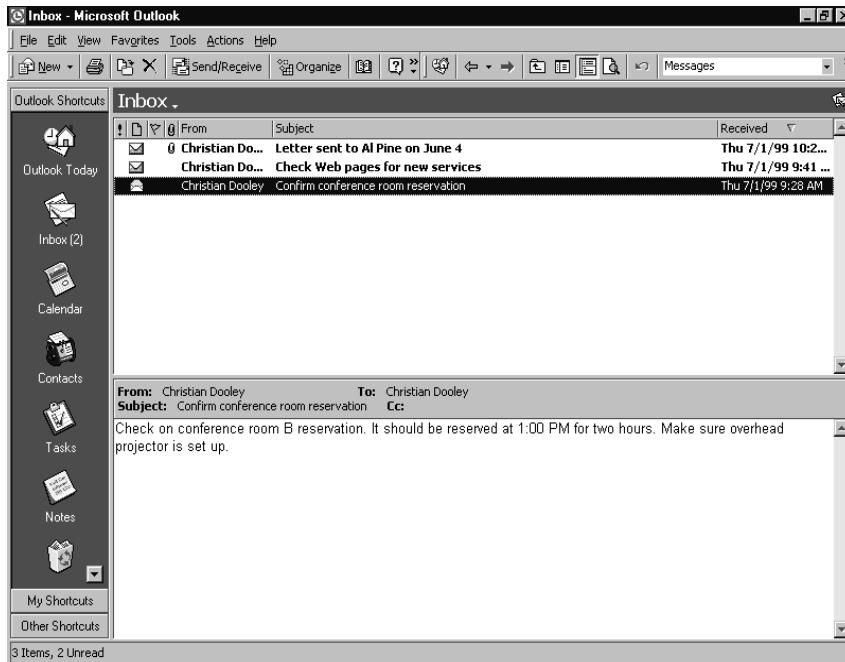 Inbox - Microsoft Outlook
File Edit View Favorites Tools Actions Help
New Send/Receive Organize Messages
Outlook Shortcuts Inbox
! From Subject Received
Christian Do... Letter sent to Al Pine on June 4 Thu 7/1/99 10:2...
Christian Do... Check Web pages for new services Thu 7/1/99 9:41 ...
Christian Dooley Confirm conference room reservation Thu 7/1/99 9:28 AM
Outlook Today
Inbox (2)
Calendar
Contacts
Tasks
Notes
My Shortcuts
Other Shortcuts
From: Christian Dooley To: Christian Dooley
Subject: Confirm conference room reservation Cc:
Check on conference room B reservation. It should be reserved at 1:00 PM for two hours. Make sure overhead
projector is set up.
3 Items, 2 Unread